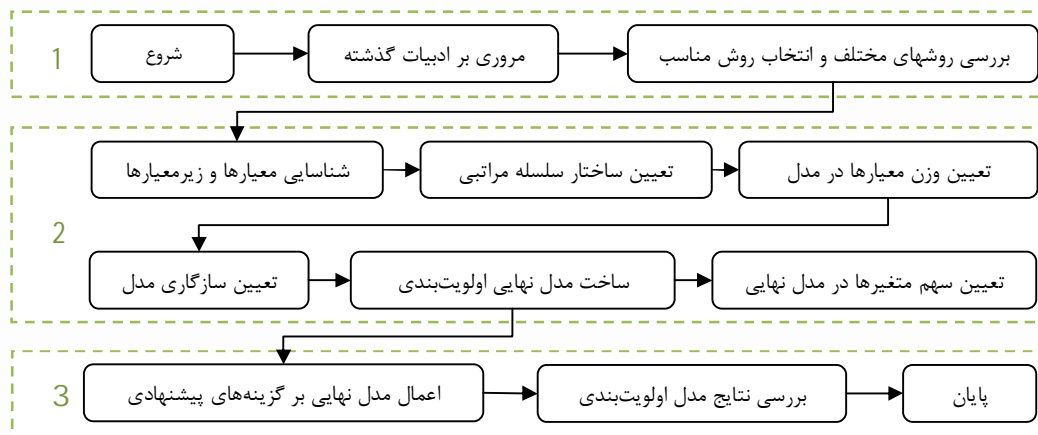 1
شروع
مروری بر ادبیات گذشته
بررسی روشهای مختلف و انتخاب روش مناسب
2
شناسایی معیارها و زیرمعیارها
تعیین ساختار سلسله مراتبی
تعیین وزن معیارها در مدل
تعیین سازگاری مدل
ساخت مدل نهایی اولویت‌بندی
تعیین سهم متغیرها در مدل نهایی
3
اعمال مدل نهایی بر گزینه‌های پیشنهادی
بررسی نتایج مدل اولویت‌بندی
پایان